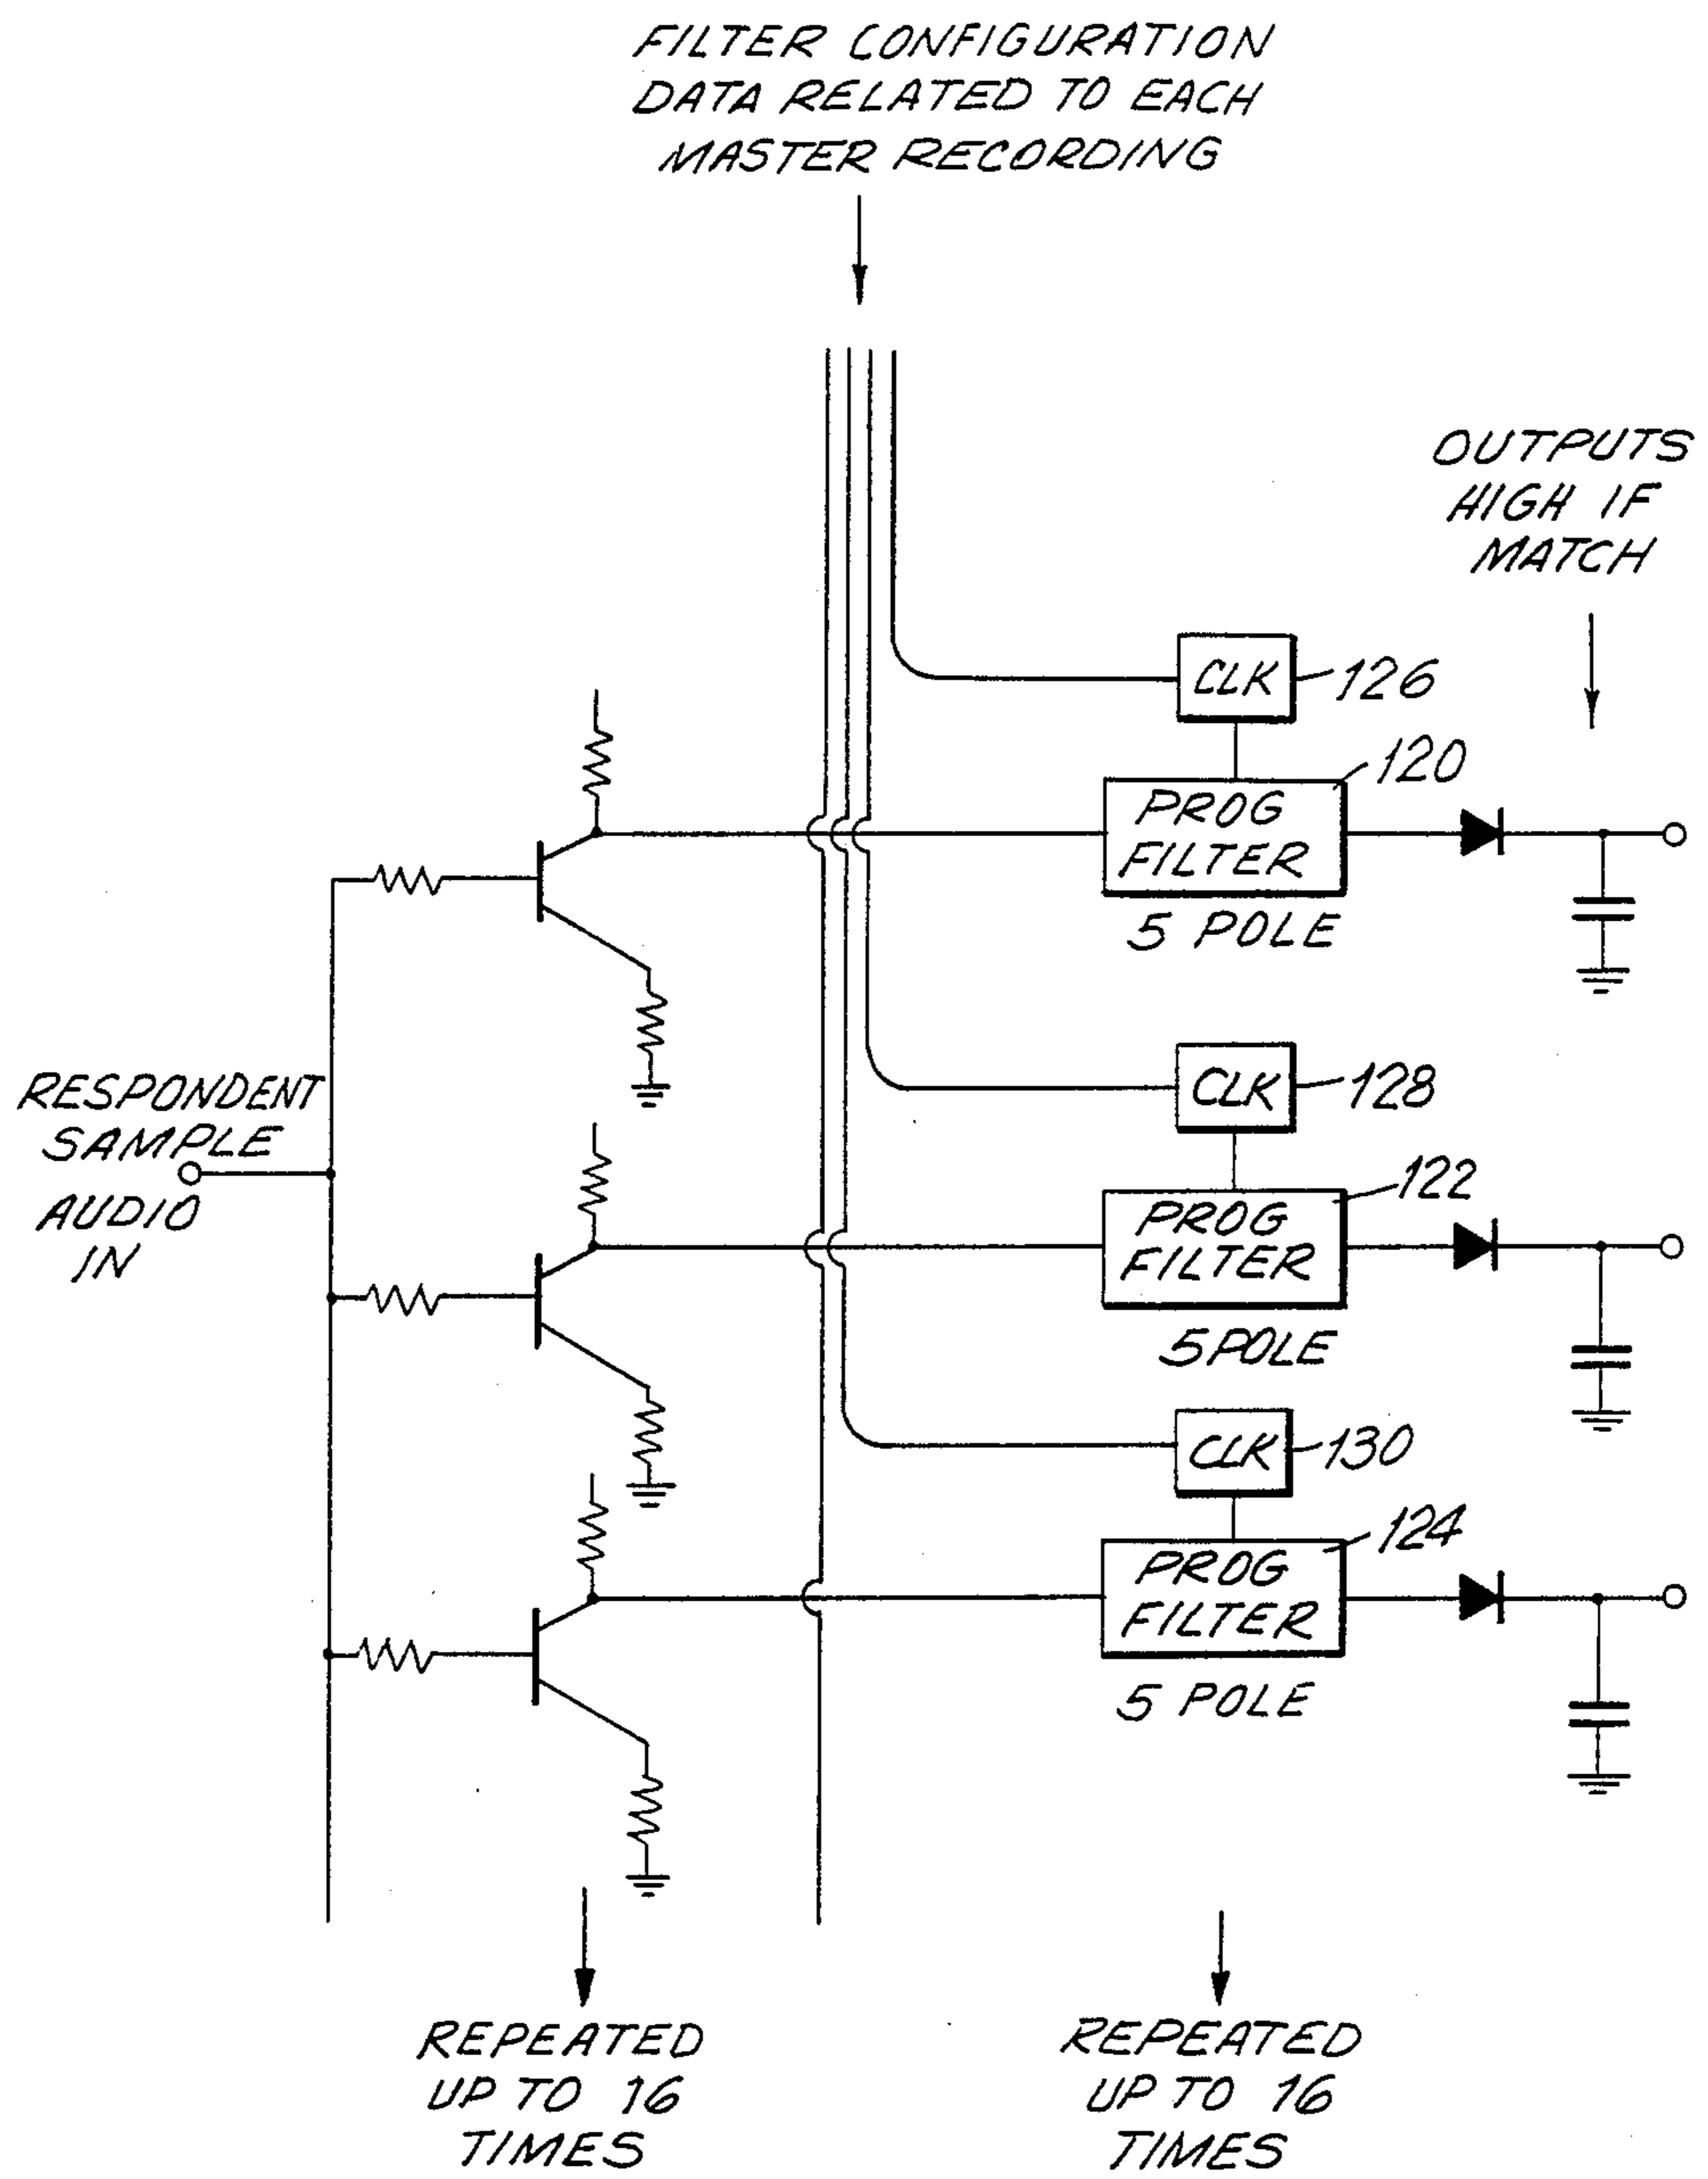 FILTER CONFIGURATION
DATA RELATED TO EACH
MASTER RECORDING
OUTPUTS
HIGH IF
MATCH
CLK 126
120
PROG
FILTER
5 POLE
RESPONDENT
SAMPLE
AUDIO
IN
CLK 128
122
PROG
FILTER
5 POLE
CLK 130
124
PROG
FILTER
5 POLE
REPEATED
UP TO 16
TIMES
REPEATED
UP TO 16
TIMES